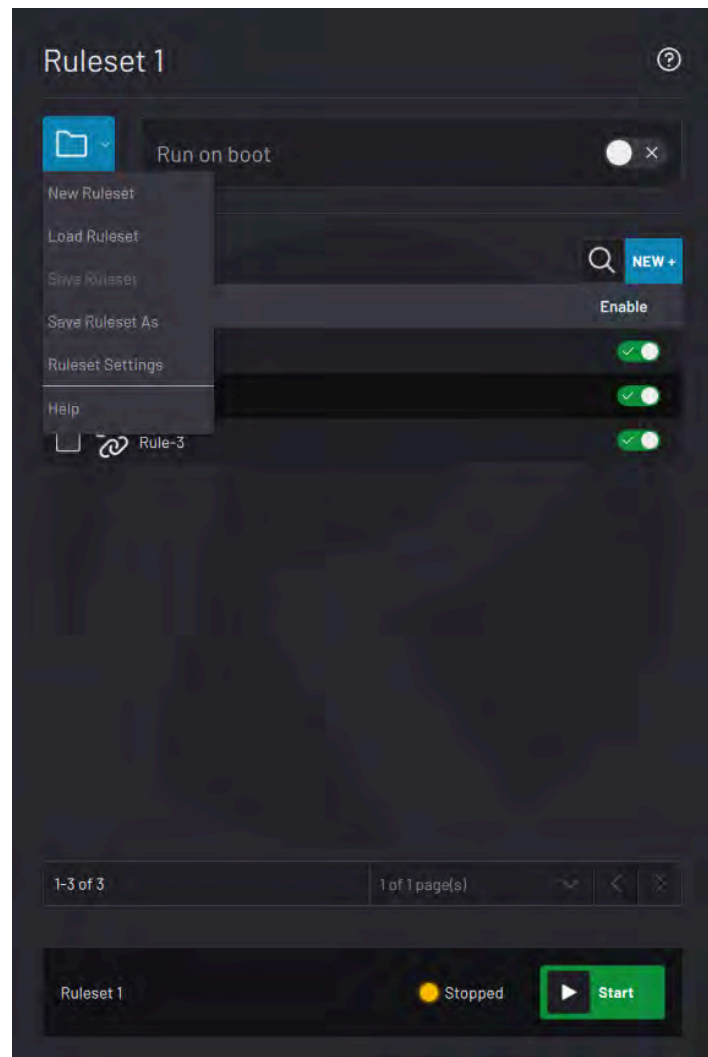 Ruleset 1
Run on boot
New Ruleset
Load Ruleset
Save Ruleset
NEW +
Save Ruleset As
Enable
Ruleset Settings
Help
Rule-3
1-3 of 3
1 of 1 page(s)
Ruleset 1
Stopped
Start